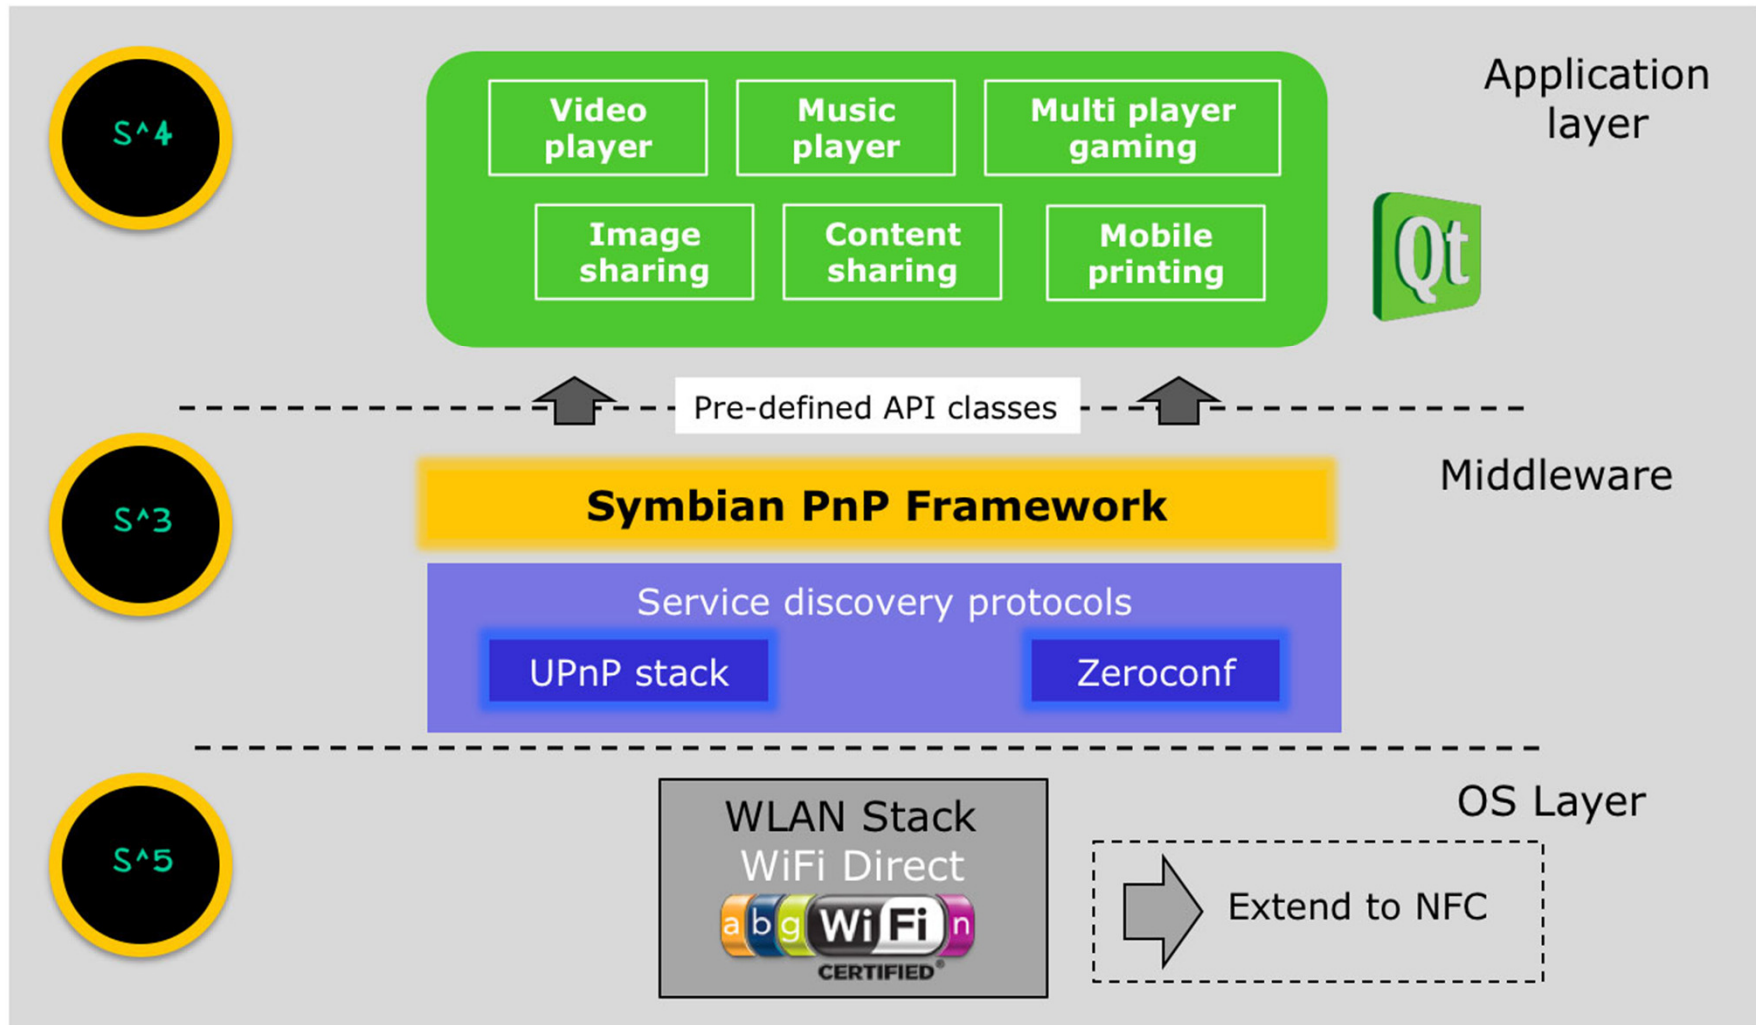 S^4
Application
layer
Video
player
Music
player
Multi player
gaming
Image
sharing
Content
sharing
Mobile
printing
Qt
Pre-defined API classes
S^3
Middleware
Symbian PnP Framework
Service discovery protocols
UPnP stack
Zeroconf
S^5
OS Layer
WLAN Stack
WiFi Direct
a b g Wi Fi n
CERTIFIED®
Extend to NFC